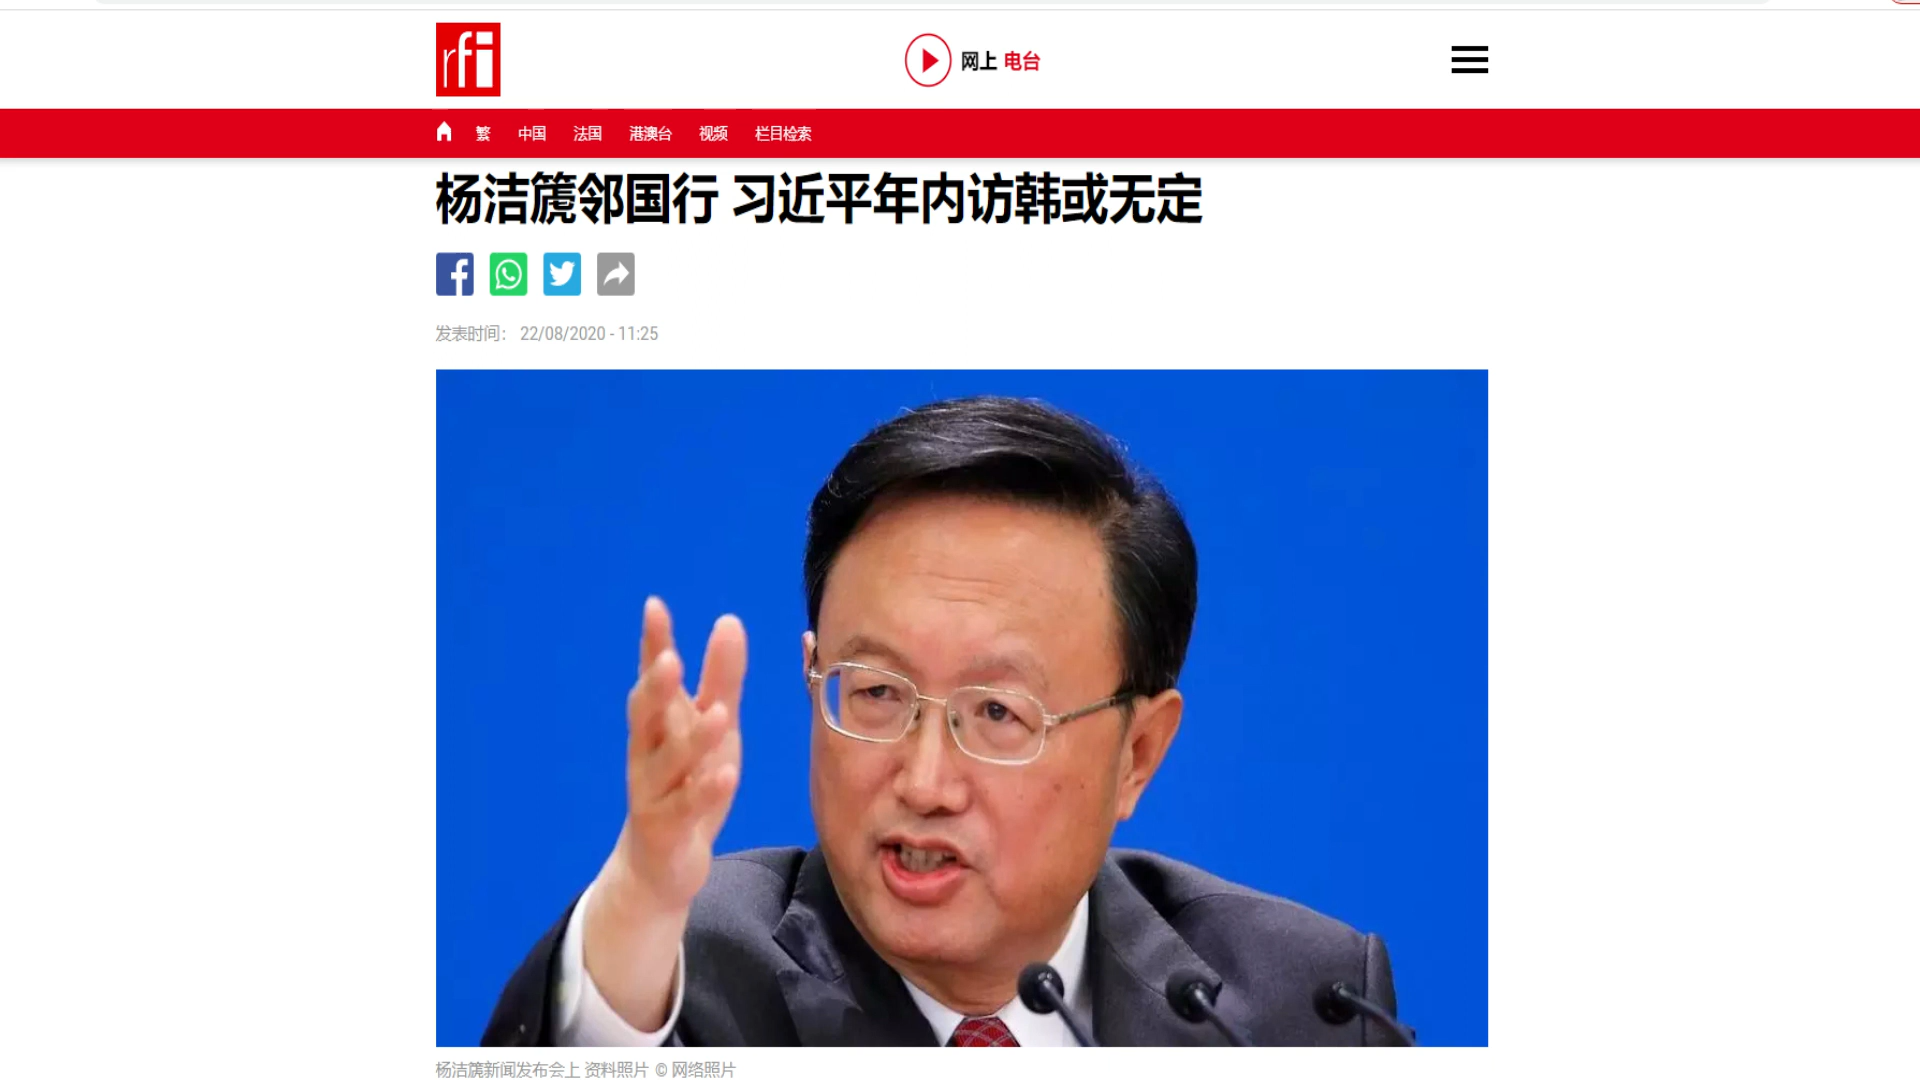 rfi
网上 电台
繁 中国 法国 港澳台 视频 栏目检索
杨洁篪邻国行 习近平年内访韩或无定
发表时间： 22/08/2020 - 11:25
杨洁篪新闻发布会上 资料照片 © 网络照片